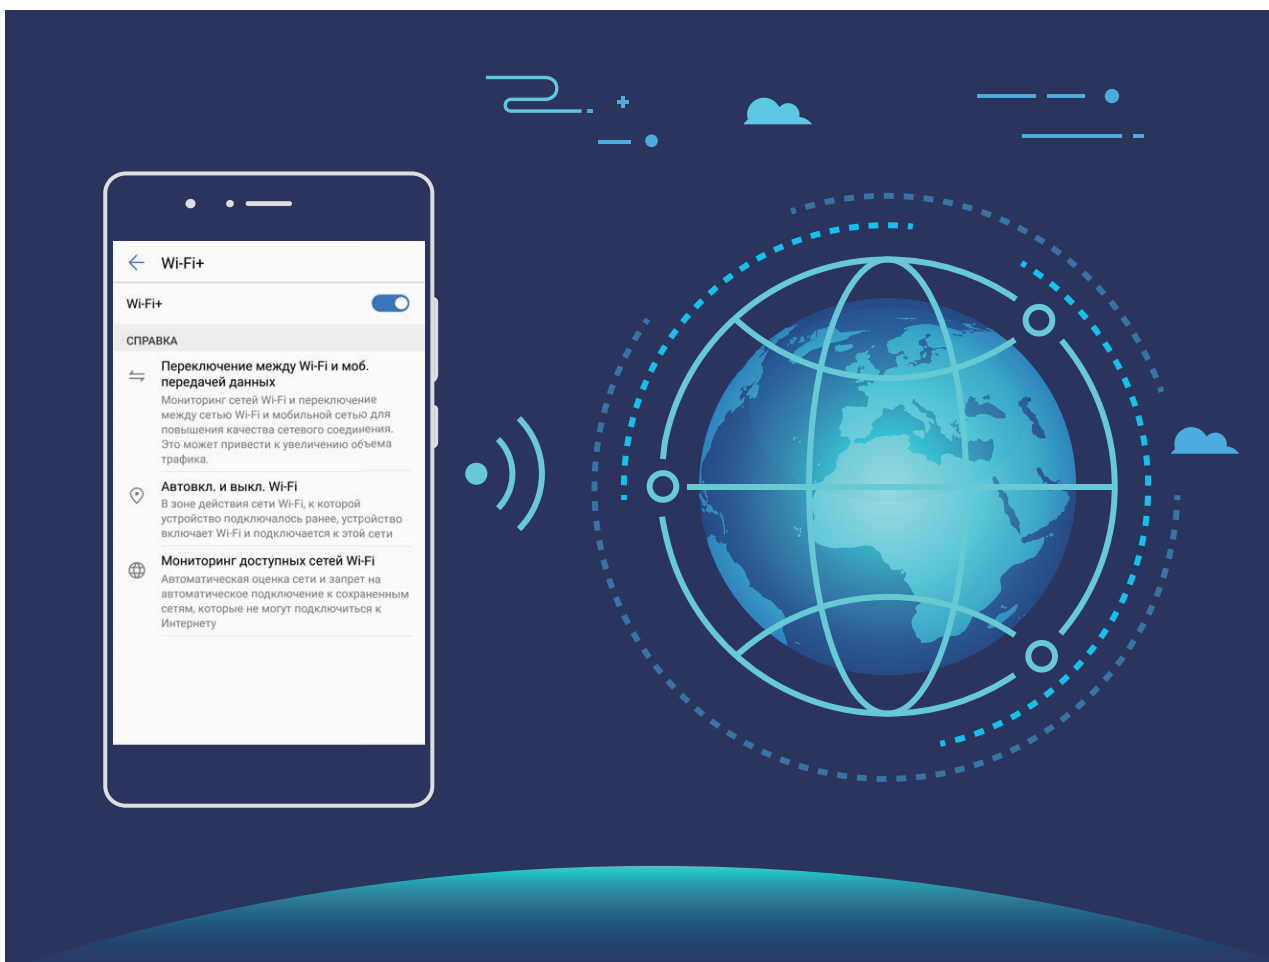 Wi-Fi+
Wi-Fi+
СПРАВКА
Переключение между Wi-Fi и моб.
передачей данных
Мониторинг сетей Wi-Fi и переключение
между сетью Wi-Fi и мобильной сетью для
повышения качества сетевого соединения.
Это может привести к увеличению объема
трафика.
Автовкл. и выкл. Wi-Fi
В зоне действия сети Wi-Fi, к которой
устройство подключалось ранее, устройство
включает Wi-Fi и подключается к этой сети
Мониторинг доступных сетей Wi-Fi
Автоматическая оценка сети и запрет на
автоматическое подключение к сохраненным
сетям, которые не могут подключиться к
Интернету